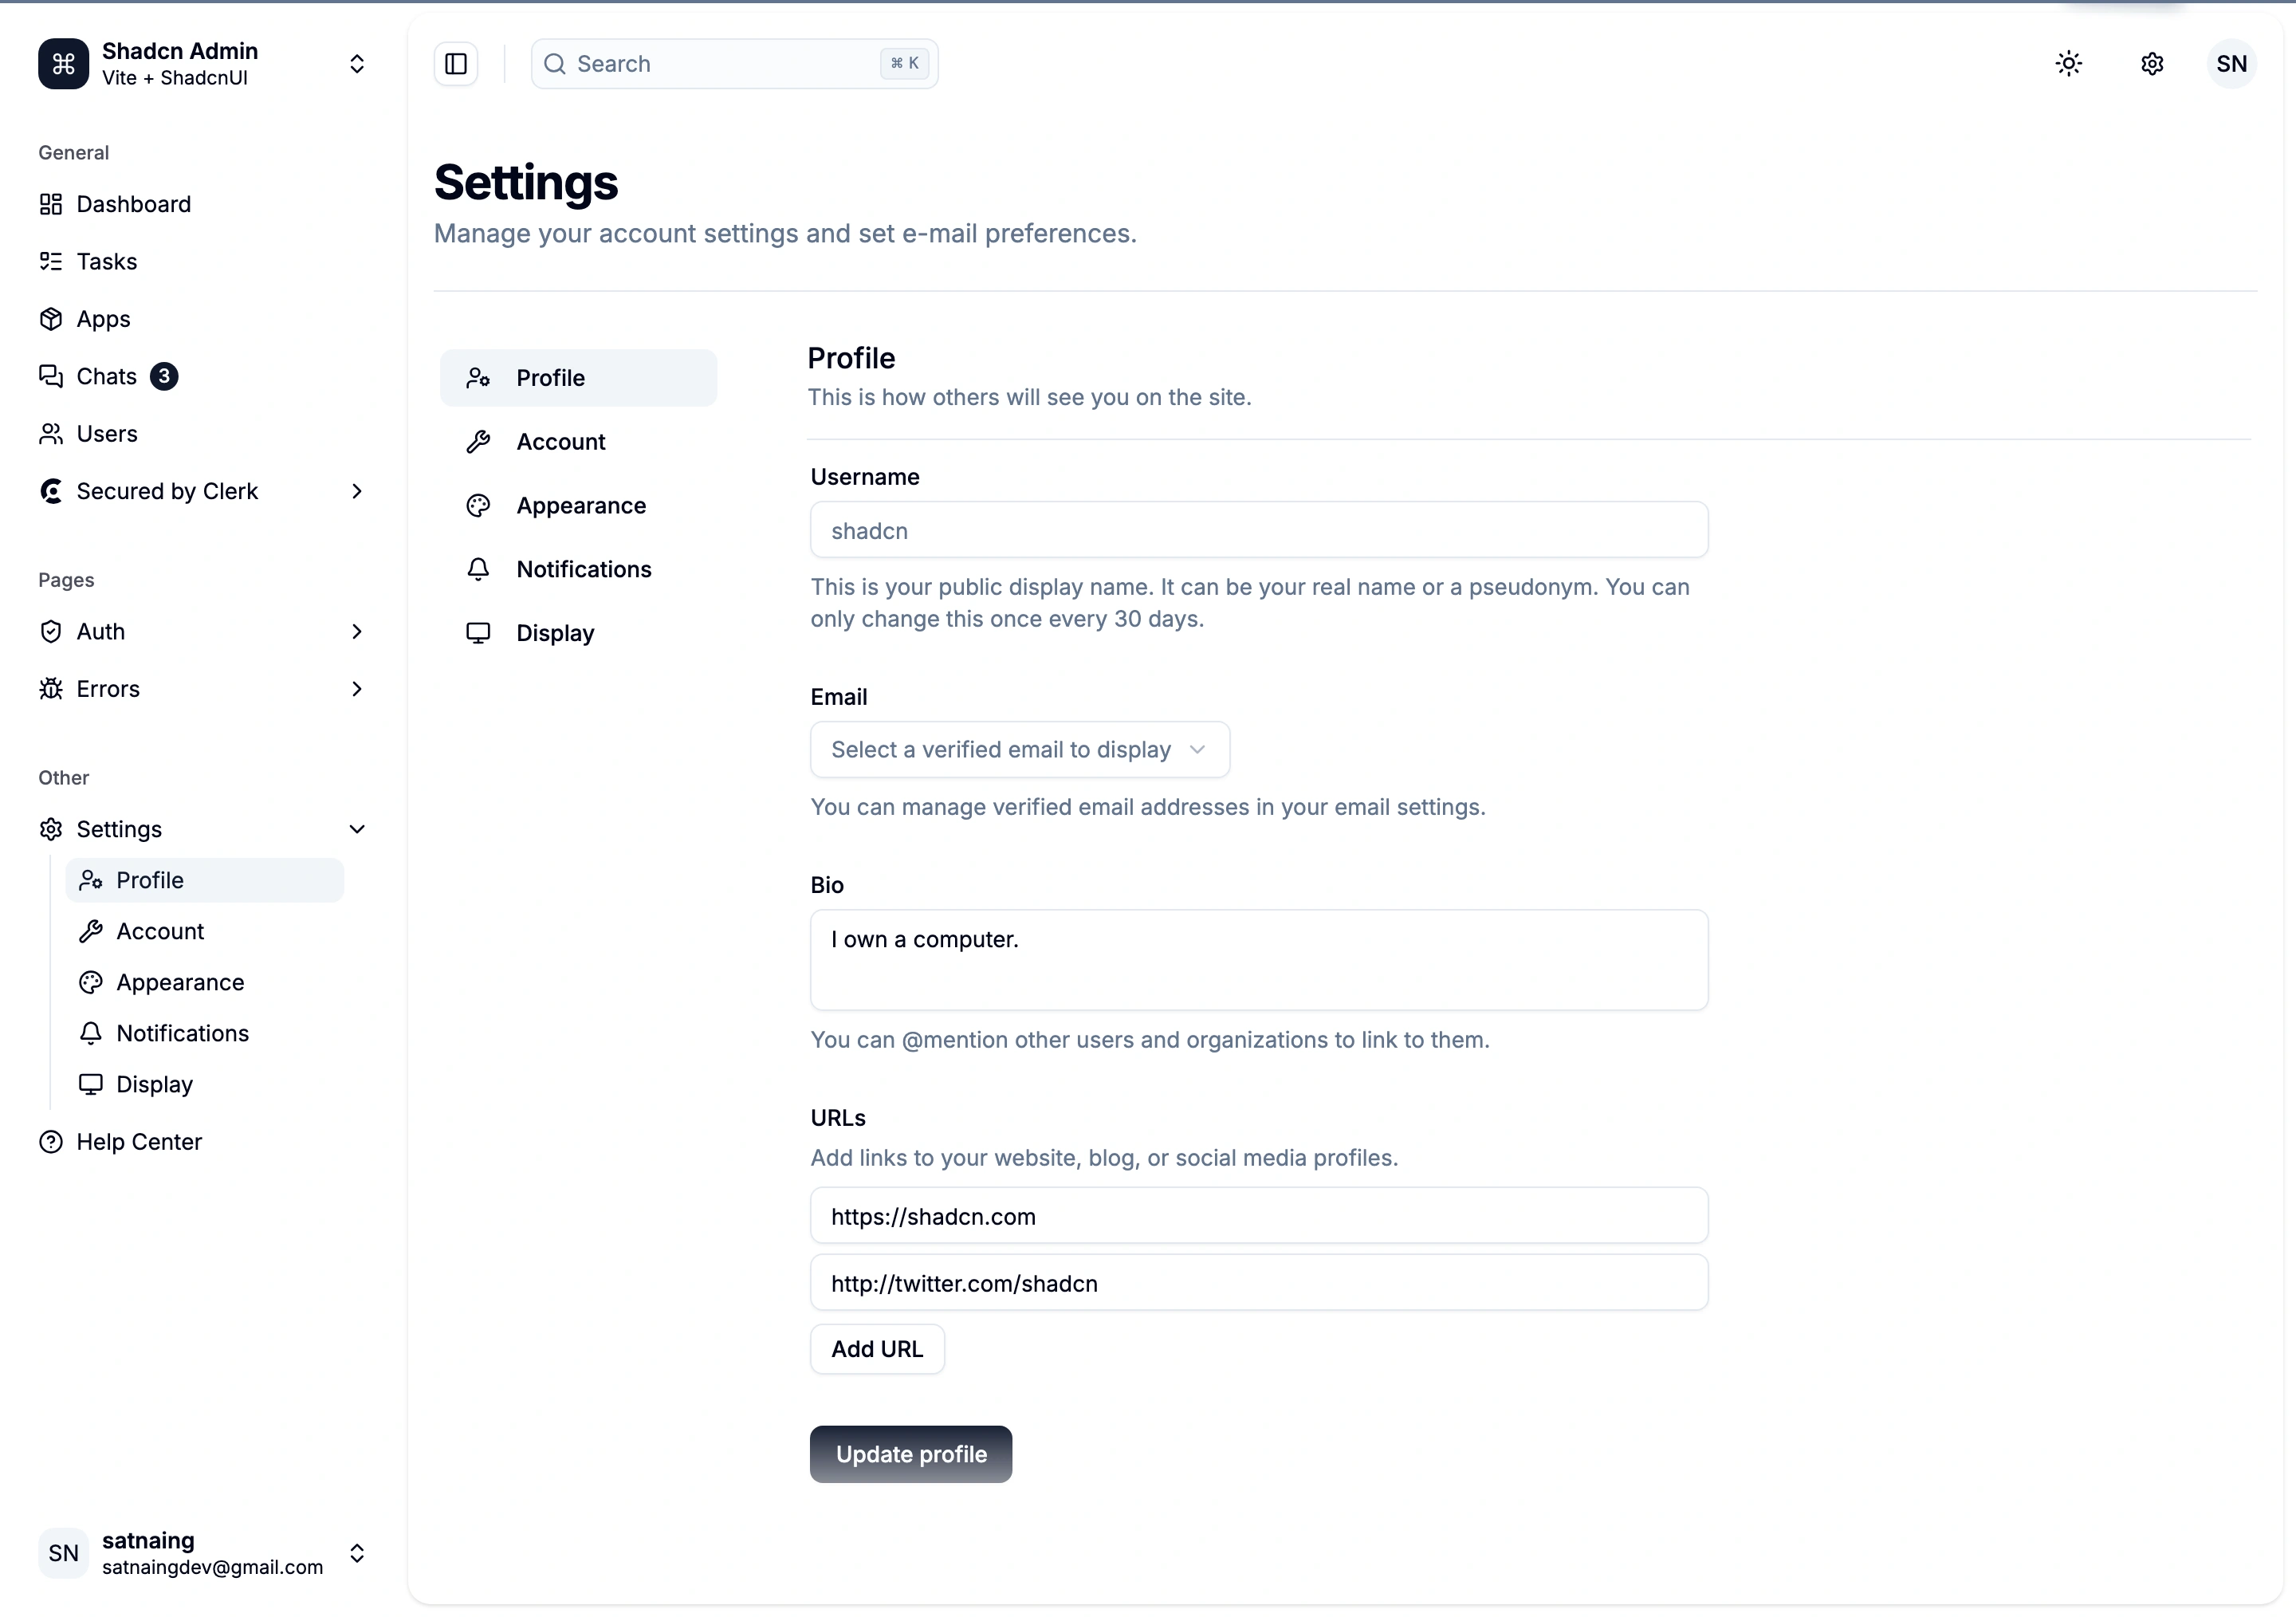 Shadcn Admin
Vite + ShadcnUI
General
Dashboard
Tasks
Apps
Chats 3
Users
Secured by Clerk
Pages
Auth
Errors
Other
Settings
Profile
Account
Appearance
Notifications
Display
Help Center
SN
satnaing
satnaingdev@gmail.com
Search
⌘ K
SN
Settings
Manage your account settings and set e-mail preferences.
Profile
Account
Appearance
Notifications
Display
Profile
This is how others will see you on the site.
Username
shadcn
This is your public display name. It can be your real name or a pseudonym. You can
only change this once every 30 days.
Email
Select a verified email to display
You can manage verified email addresses in your email settings.
Bio
I own a computer.
You can @mention other users and organizations to link to them.
URLs
Add links to your website, blog, or social media profiles.
https://shadcn.com
http://twitter.com/shadcn
Add URL
Update profile